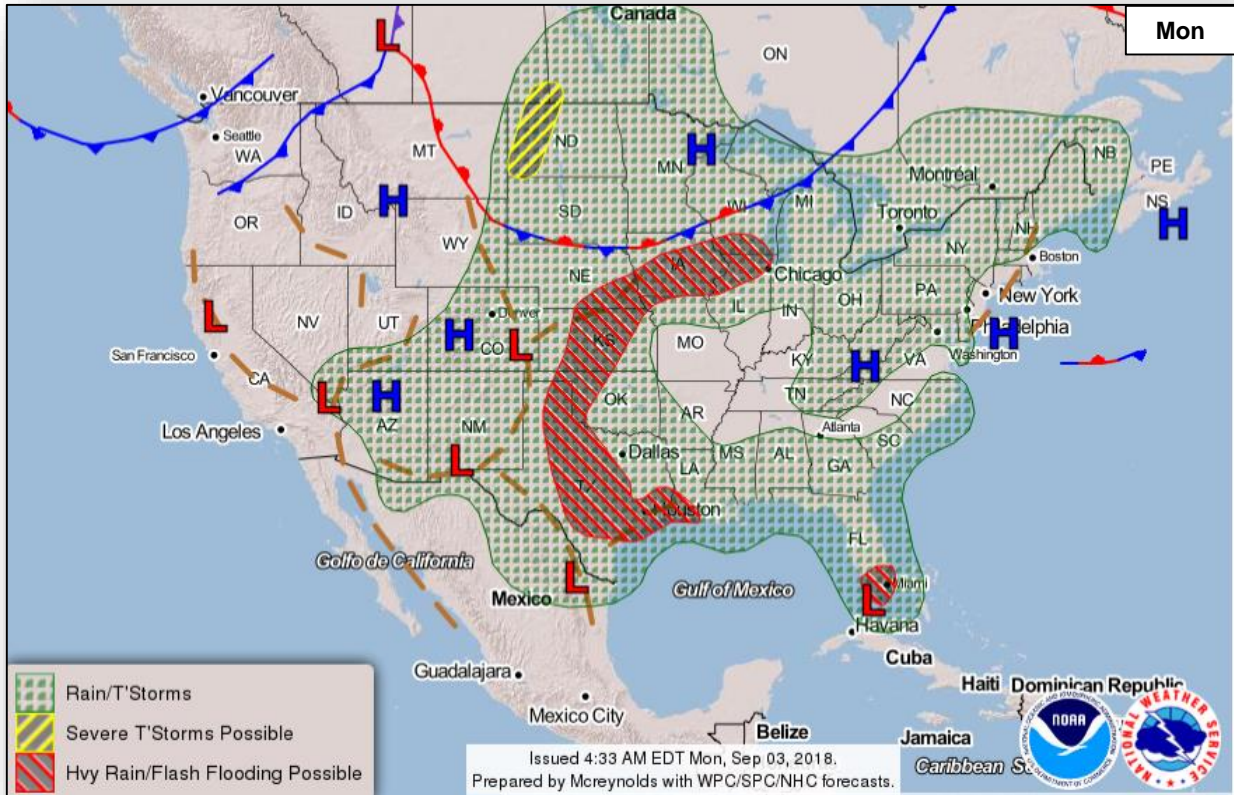 Mon
Canada
ON
Vancouver
Seattle
WA
MT
ND
MN
Montréal
NB
PE
NS
OR
ID
SD
WI
MI
Toronto
NH
WY
NY
Boston
IA
Chicago
NE
PA
New York
NV
UT
Denver
CO
IL
IN
OH
Philadelphia
San Francisco
KS
MO
KY
VA
Washington
CA
OK
TN
NC
Los Angeles
AZ
NM
AR
Atlanta
SC
Dallas
MS
AL
GA
LA
TX
Houston
FL
Golfo de California
Gulf of Mexico
Mexico
Miami
Havana
Cuba
Guadalajara
Haiti
Dominican Republic
Mexico City
Belize
Jamaica
Caribbean
H
H
H
H
H
H
H
L
L
L
L
L
L
L
Rain/T'Storms
Severe T'Storms Possible
Hvy Rain/Flash Flooding Possible
Issued 4:33 AM EDT Mon, Sep 03, 2018.
Prepared by Mcreynolds with WPC/SPC/NHC forecasts.
NOAA
NATIONAL WEATHER SERVICE